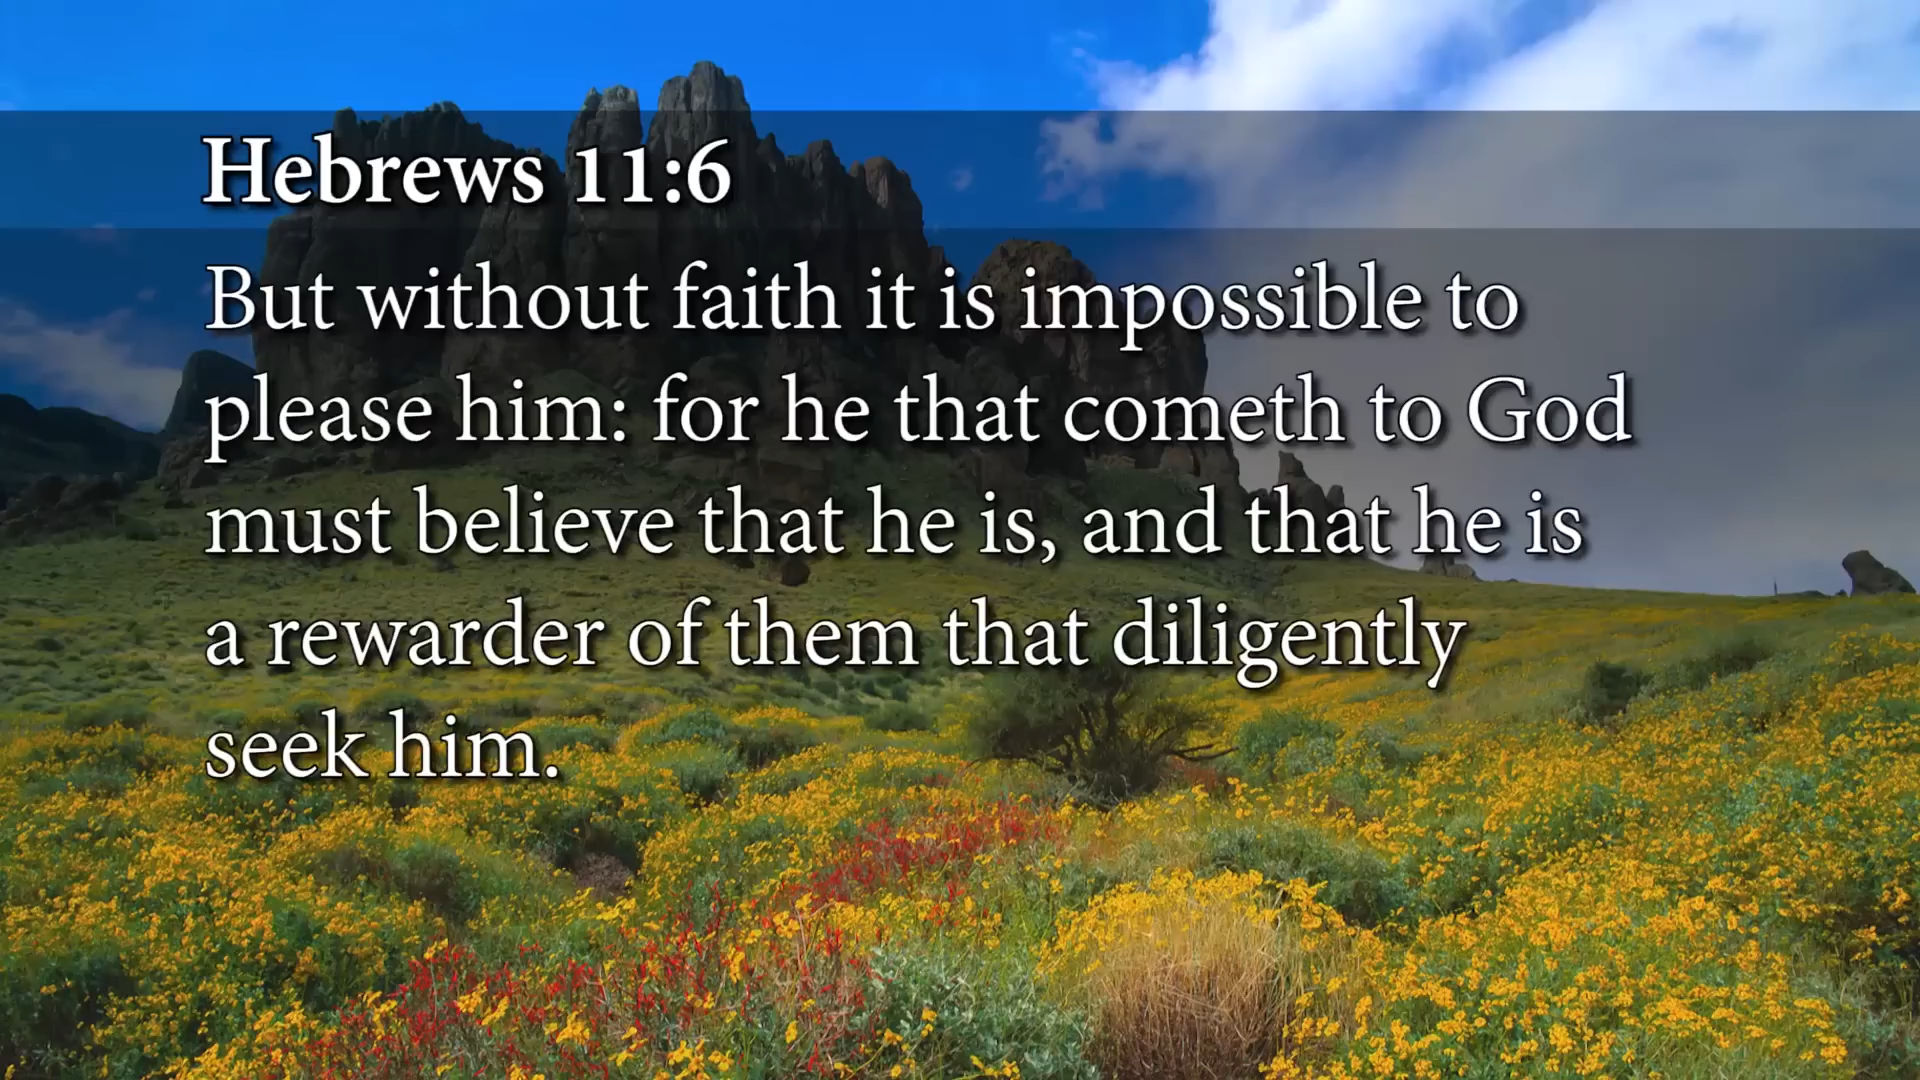 Hebrews 11:6
But without faith it is impossible to
please him: for he that cometh to God
must believe that he is, and that he is
a rewarder of them that diligently
seek him.